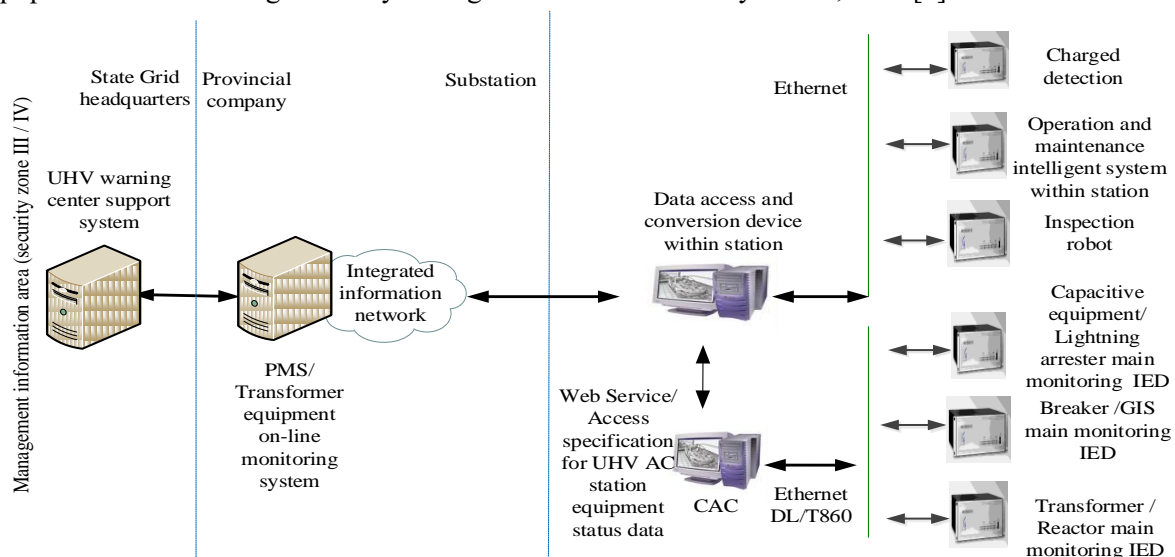 State Grid
headquarters
Provincial
company
Substation
Ethernet
Management information area (security zone III / IV)
UHV warning
center support
system
Integrated
information
network
PMS/
Transformer
equipment
on-line
monitoring
system
Data access and
conversion device
within station
Web Service/
Access
specification
for UHV AC
station
equipment
status data
CAC
Ethernet
DL/T860
Charged
detection
Operation and
maintenance
intelligent system
within station
Inspection
robot
Capacitive
equipment/
Lightning
arrester main
monitoring IED
Breaker /GIS
main monitoring
IED
Transformer /
Reactor main
monitoring IED